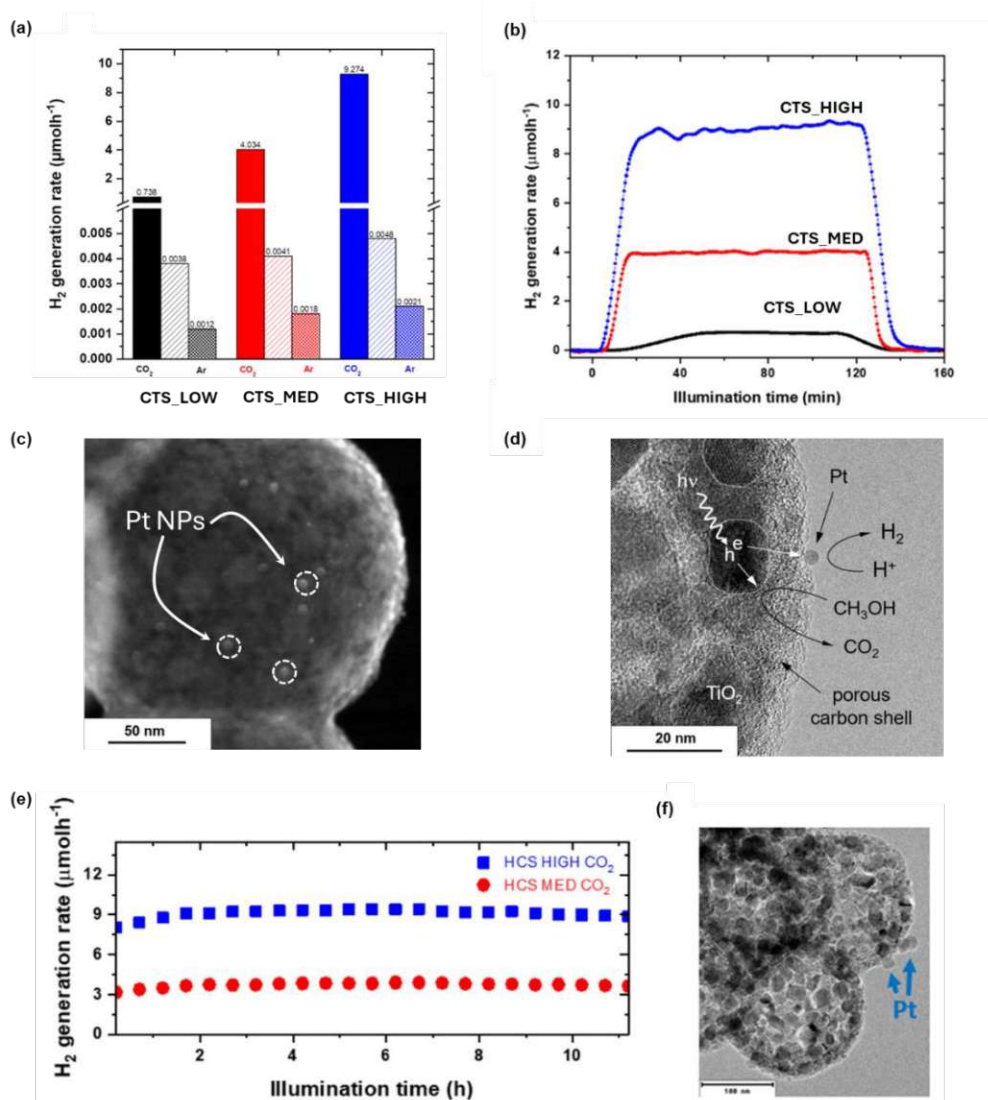 (a)
H2 generation rate (µmolh-1)
10
8
6
4
2
0.005
0.004
0.003
0.002
0.001
0.000
0.738
0.0038
0.0012
4.034
0.0041
0.0018
9.274
0.0048
0.0021
CO2 Ar CO2 Ar CO2 Ar
CTS_LOW CTS_MED CTS_HIGH
(b)
H2 generation rate (µmolh-1)
12
10
8
6
4
2
0
CTS_HIGH
CTS_MED
CTS_LOW
0 40 80 120 160
Illumination time (min)
(c)
Pt NPs
50 nm
(d)
hν
Pt
e
h
H2
H+
CH3OH
CO2
TiO2
porous
carbon shell
20 nm
(e)
H2 generation rate (µmolh-1)
12
9
6
3
0
HCS HIGH CO2
HCS MED CO2
2 4 6 8 10
Illumination time (h)
(f)
Pt
100 nm